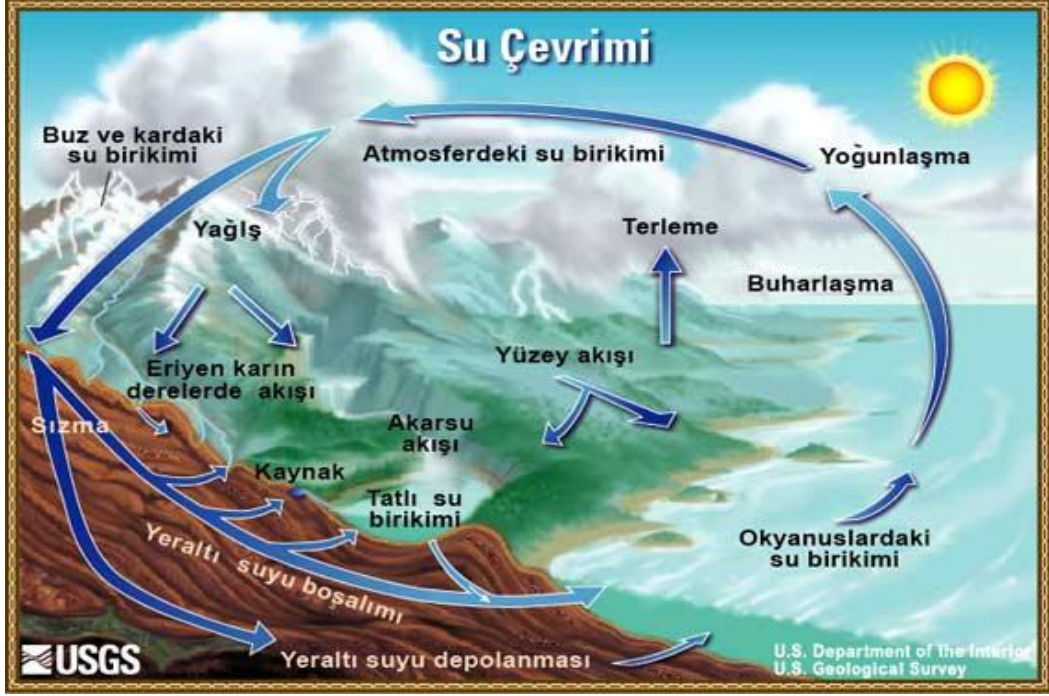 Su Çevrimi
Buz ve kardaki
su birikimi
Atmosferdeki su birikimi
Yoğunlaşma
Yağlş
Terleme
Buharlaşma
Eriyen karın
derelerde akışı
Yüzey akışı
Sızma
Akarsu
akışı
Kaynak
Tatlı su
birikimi
Okyanuslardaki
su birikimi
Yeraltı suyu boşalımı
Yeraltı suyu depolanması
USGS
U.S. Department of the Interior
U.S. Geological Survey